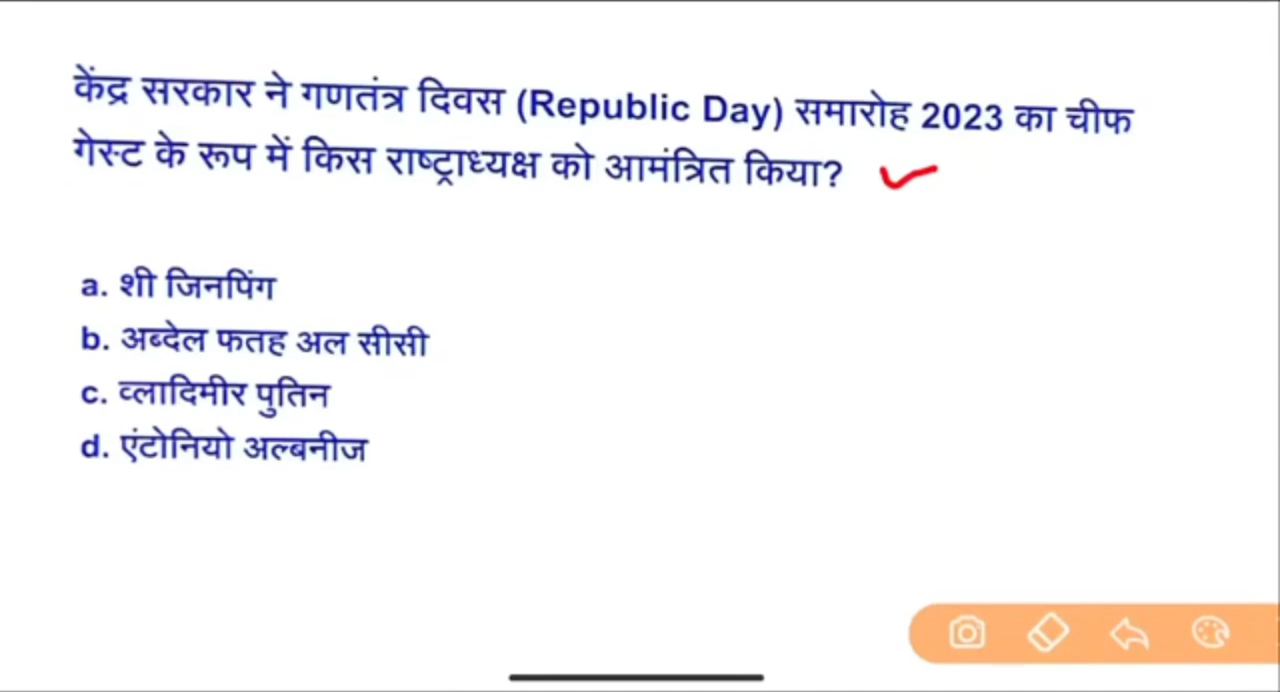 केंद्र सरकार ने गणतंत्र दिवस (Republic Day) समारोह 2023 का चीफ
गेस्ट के रूप में किस राष्ट्राध्यक्ष को आमंत्रित किया?
a. शी जिनपिंग
b. अब्देल फतह अल सीसी
c. व्लादिमीर पुतिन
d. एंटोनियो अल्बनीज